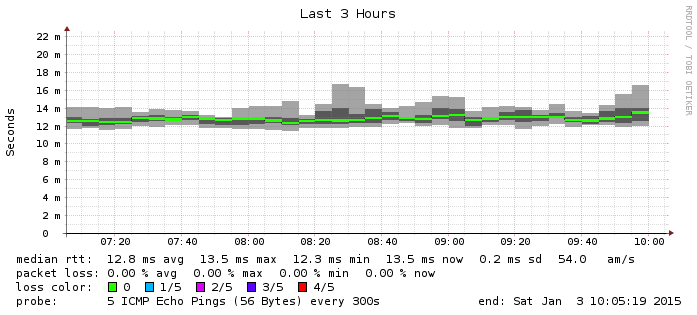 Last 3 Hours
RRDTOOL / TOBI OETIKER
Seconds
22 m
20 m
18 m
16 m
14 m
12 m
10 m
8 m
6 m
4 m
2 m
0
07:20 07:40 08:00 08:20 08:40 09:00 09:20 09:40 10:00
median rtt: 12.8 ms avg 13.5 ms max 12.3 ms min 13.5 ms now 0.2 ms sd 54.0 am/s
packet loss: 0.00 % avg 0.00 % max 0.00 % min 0.00 % now
loss color: 0 1/5 2/5 3/5 4/5
probe: 5 ICMP Echo Pings (56 Bytes) every 300s end: Sat Jan 3 10:05:19 2015